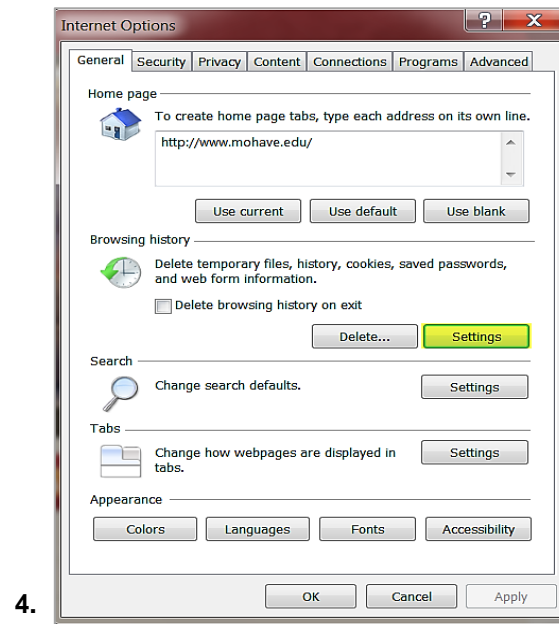 Internet Options
General Security Privacy Content Connections Programs Advanced
Home page
To create home page tabs, type each address on its own line.
http://www.mohave.edu/
Use current Use default Use blank
Browsing history
Delete temporary files, history, cookies, saved passwords,
and web form information.
Delete browsing history on exit
Delete... Settings
Search
Change search defaults. Settings
Tabs
Change how webpages are displayed in
tabs.
Settings
Appearance
Colors Languages Fonts Accessibility
OK Cancel Apply
4.